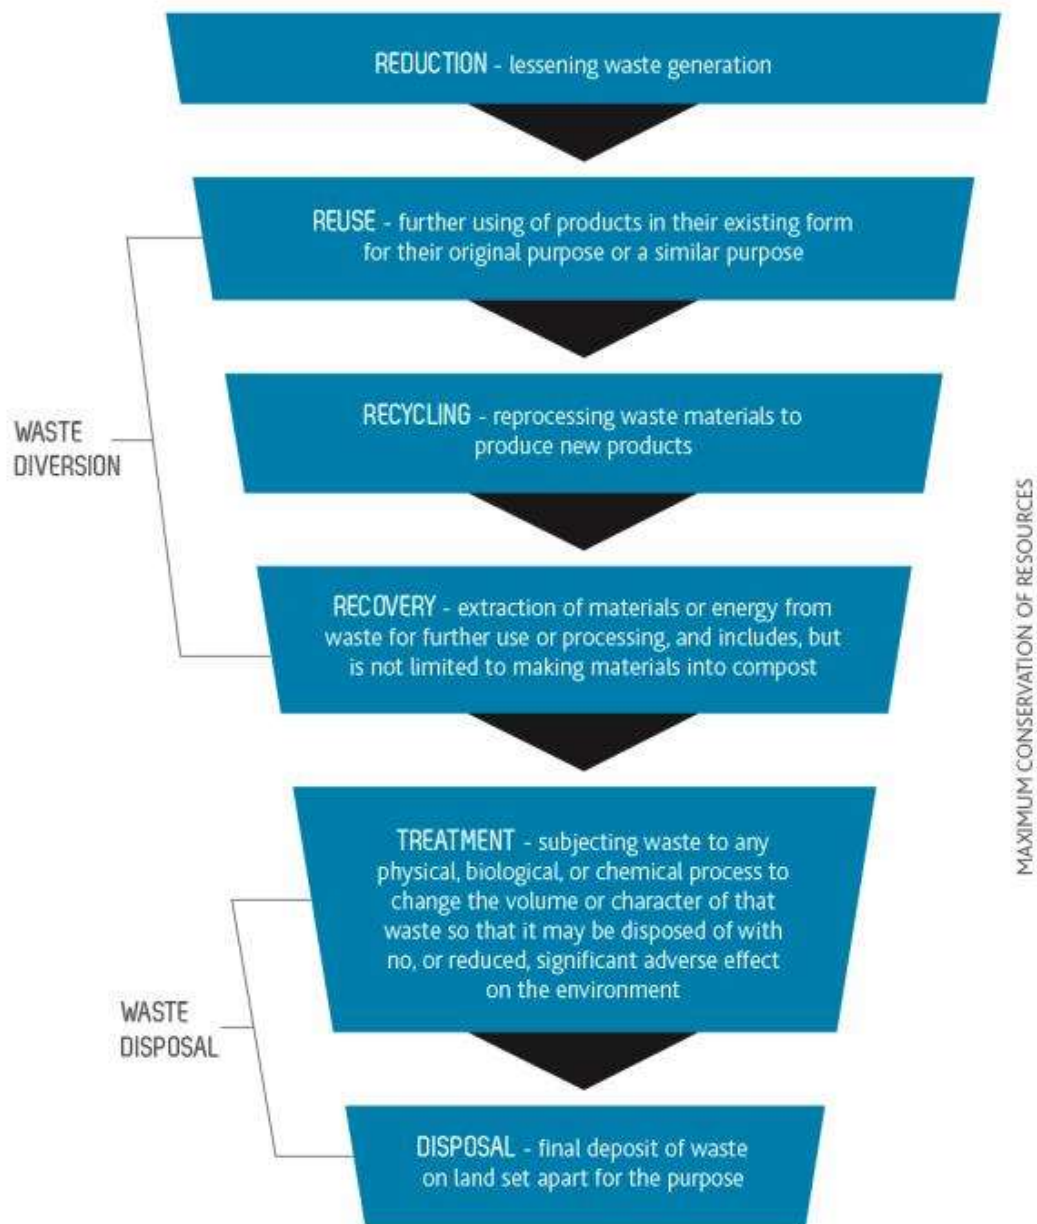 REDUCTION - lessening waste generation
REUSE - further using of products in their existing form
for their original purpose or a similar purpose
WASTE
DIVERSION
RECYCLING - reprocessing waste materials to
produce new products
RECOVERY - extraction of materials or energy from
waste for further use or processing, and includes, but
is not limited to making materials into compost
MAXIMUM CONSERVATION OF RESOURCES
TREATMENT - subjecting waste to any
physical, biological, or chemical process to
change the volume or character of that
waste so that it may be disposed of with
no, or reduced, significant adverse effect
on the environment
WASTE
DISPOSAL
DISPOSAL - final deposit of waste
on land set apart for the purpose